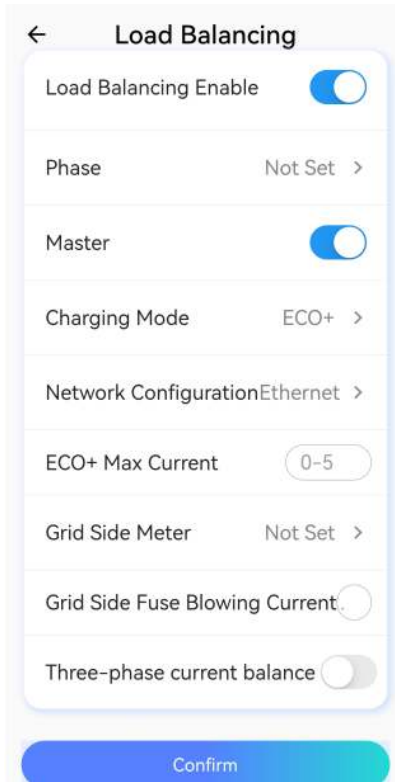 Load Balancing
Load Balancing Enable
Phase Not Set >
Master
Charging Mode ECO+ >
Network Configuration Ethernet >
ECO+ Max Current 0-5
Grid Side Meter Not Set >
Grid Side Fuse Blowing Current
Three-phase current balance
Confirm